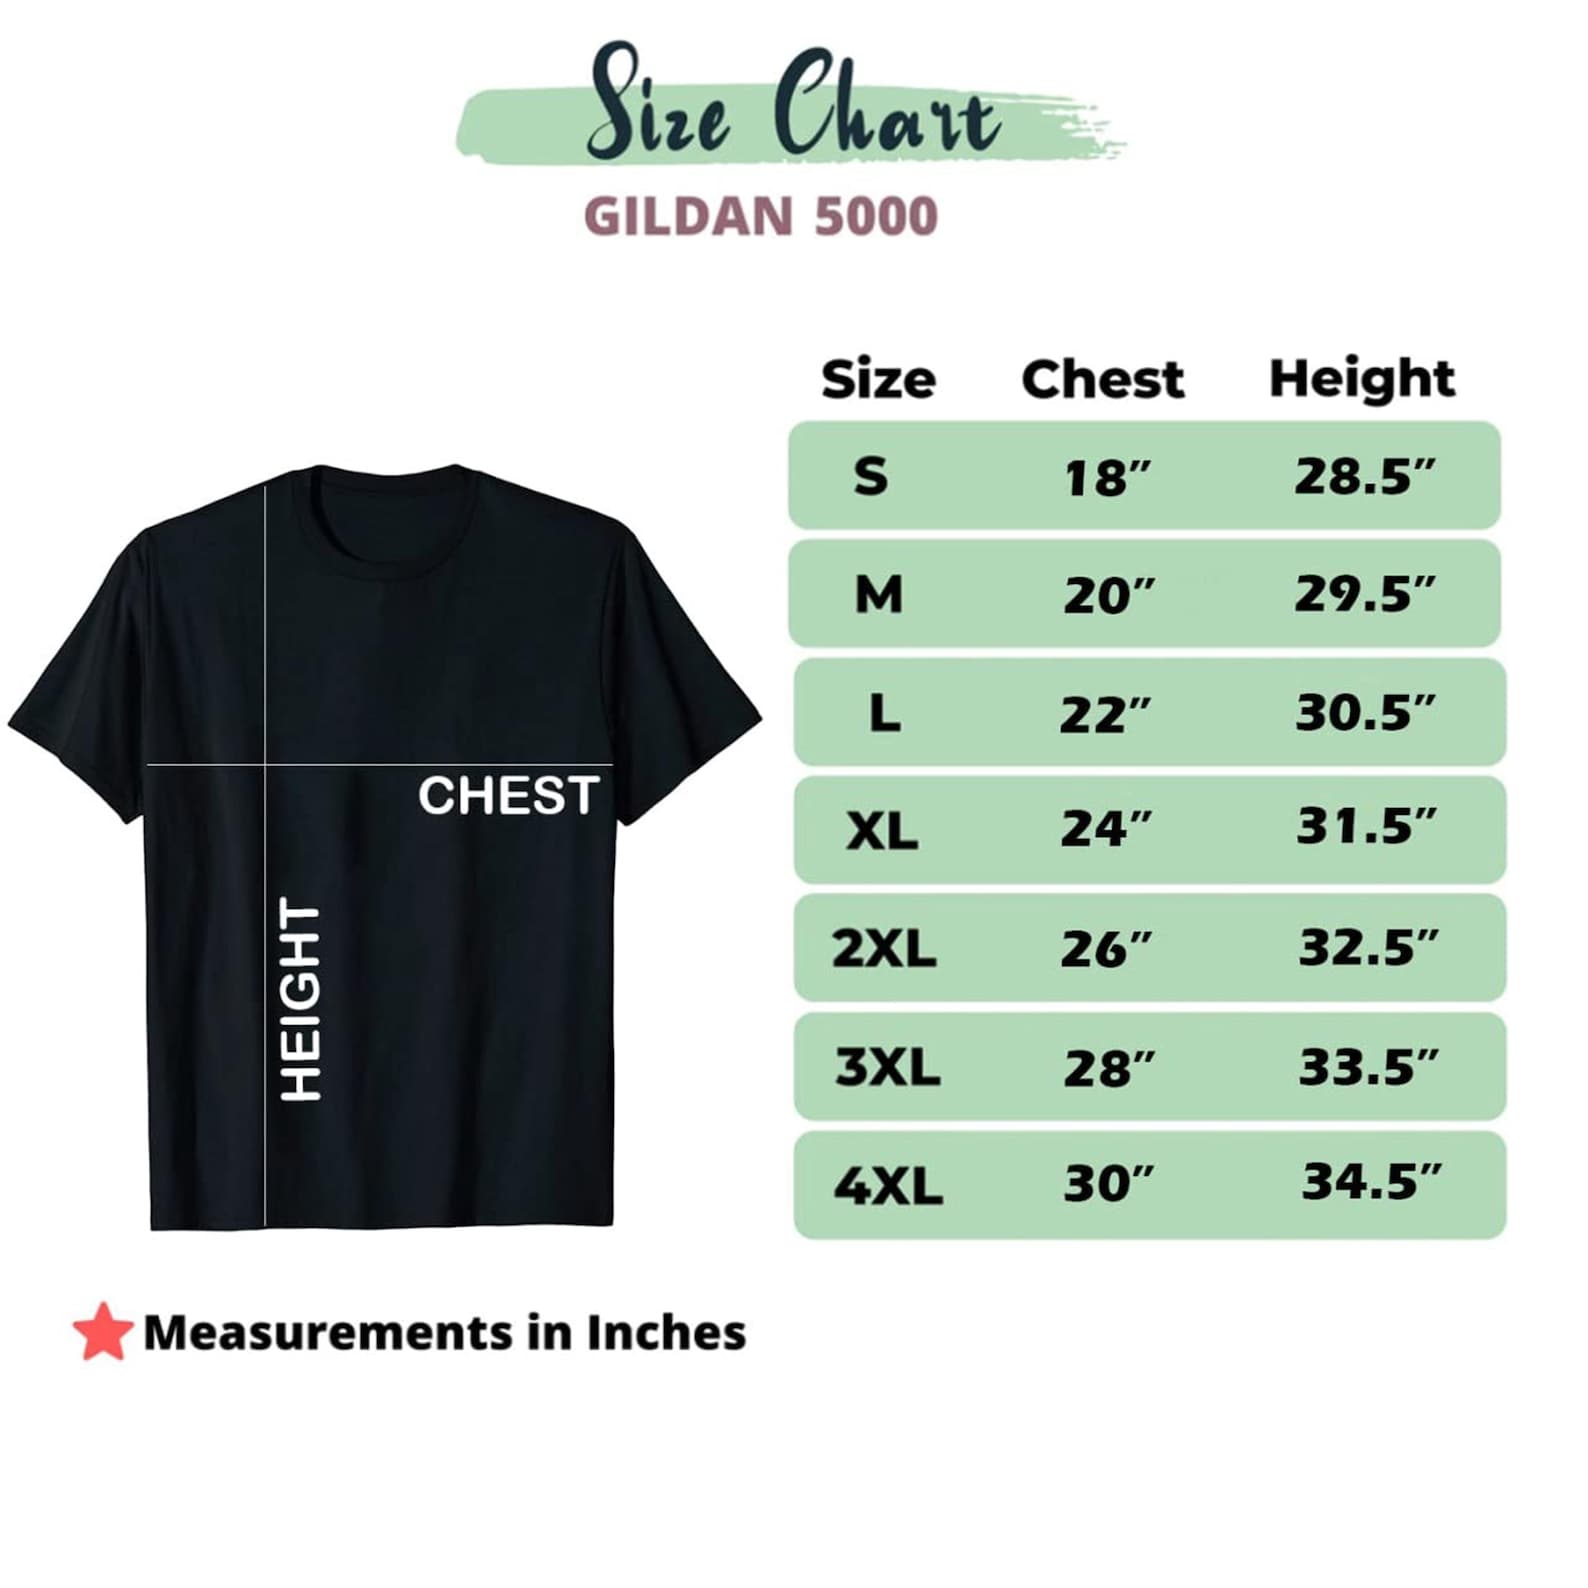 Size Chart
GILDAN 5000
Size Chest Height
S 18" 28.5"
M 20" 29.5"
L 22" 30.5"
XL 24" 31.5"
2XL 26" 32.5"
3XL 28" 33.5"
4XL 30" 34.5"
CHEST
HEIGHT
Measurements in Inches